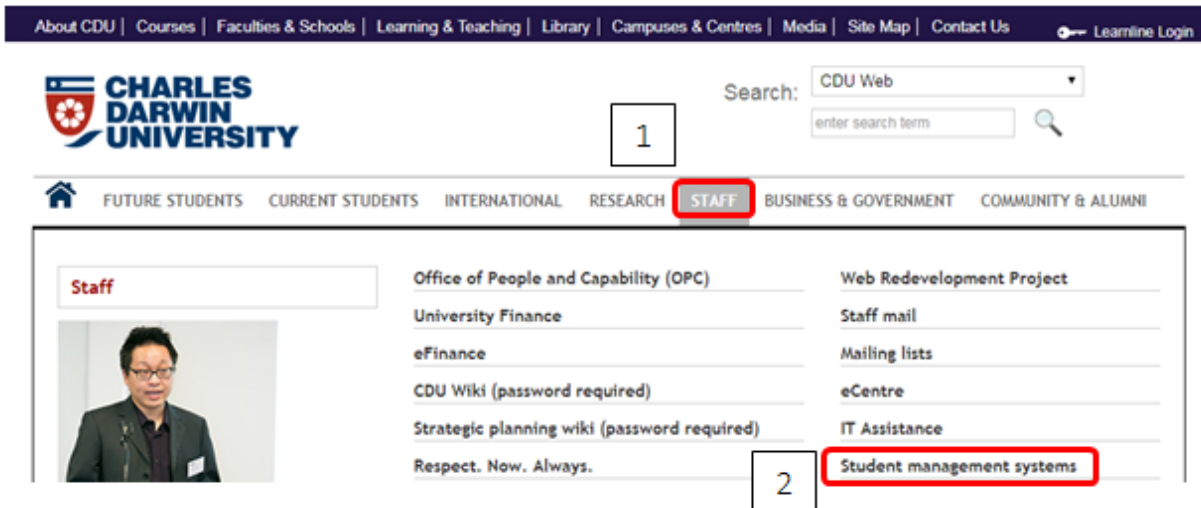 About CDU | Courses | Faculties & Schools | Learning & Teaching | Library | Campuses & Centres | Media | Site Map | Contact Us Learnline Login
CHARLES
DARWIN
UNIVERSITY
Search:
CDU Web
enter search term
1
FUTURE STUDENTS CURRENT STUDENTS INTERNATIONAL RESEARCH STAFF BUSINESS & GOVERNMENT COMMUNITY & ALUMNI
Staff
Office of People and Capability (OPC)
University Finance
eFinance
CDU Wiki (password required)
Strategic planning wiki (password required)
Respect. Now. Always.
Web Redevelopment Project
Staff mail
Mailing lists
eCentre
IT Assistance
Student management systems
2